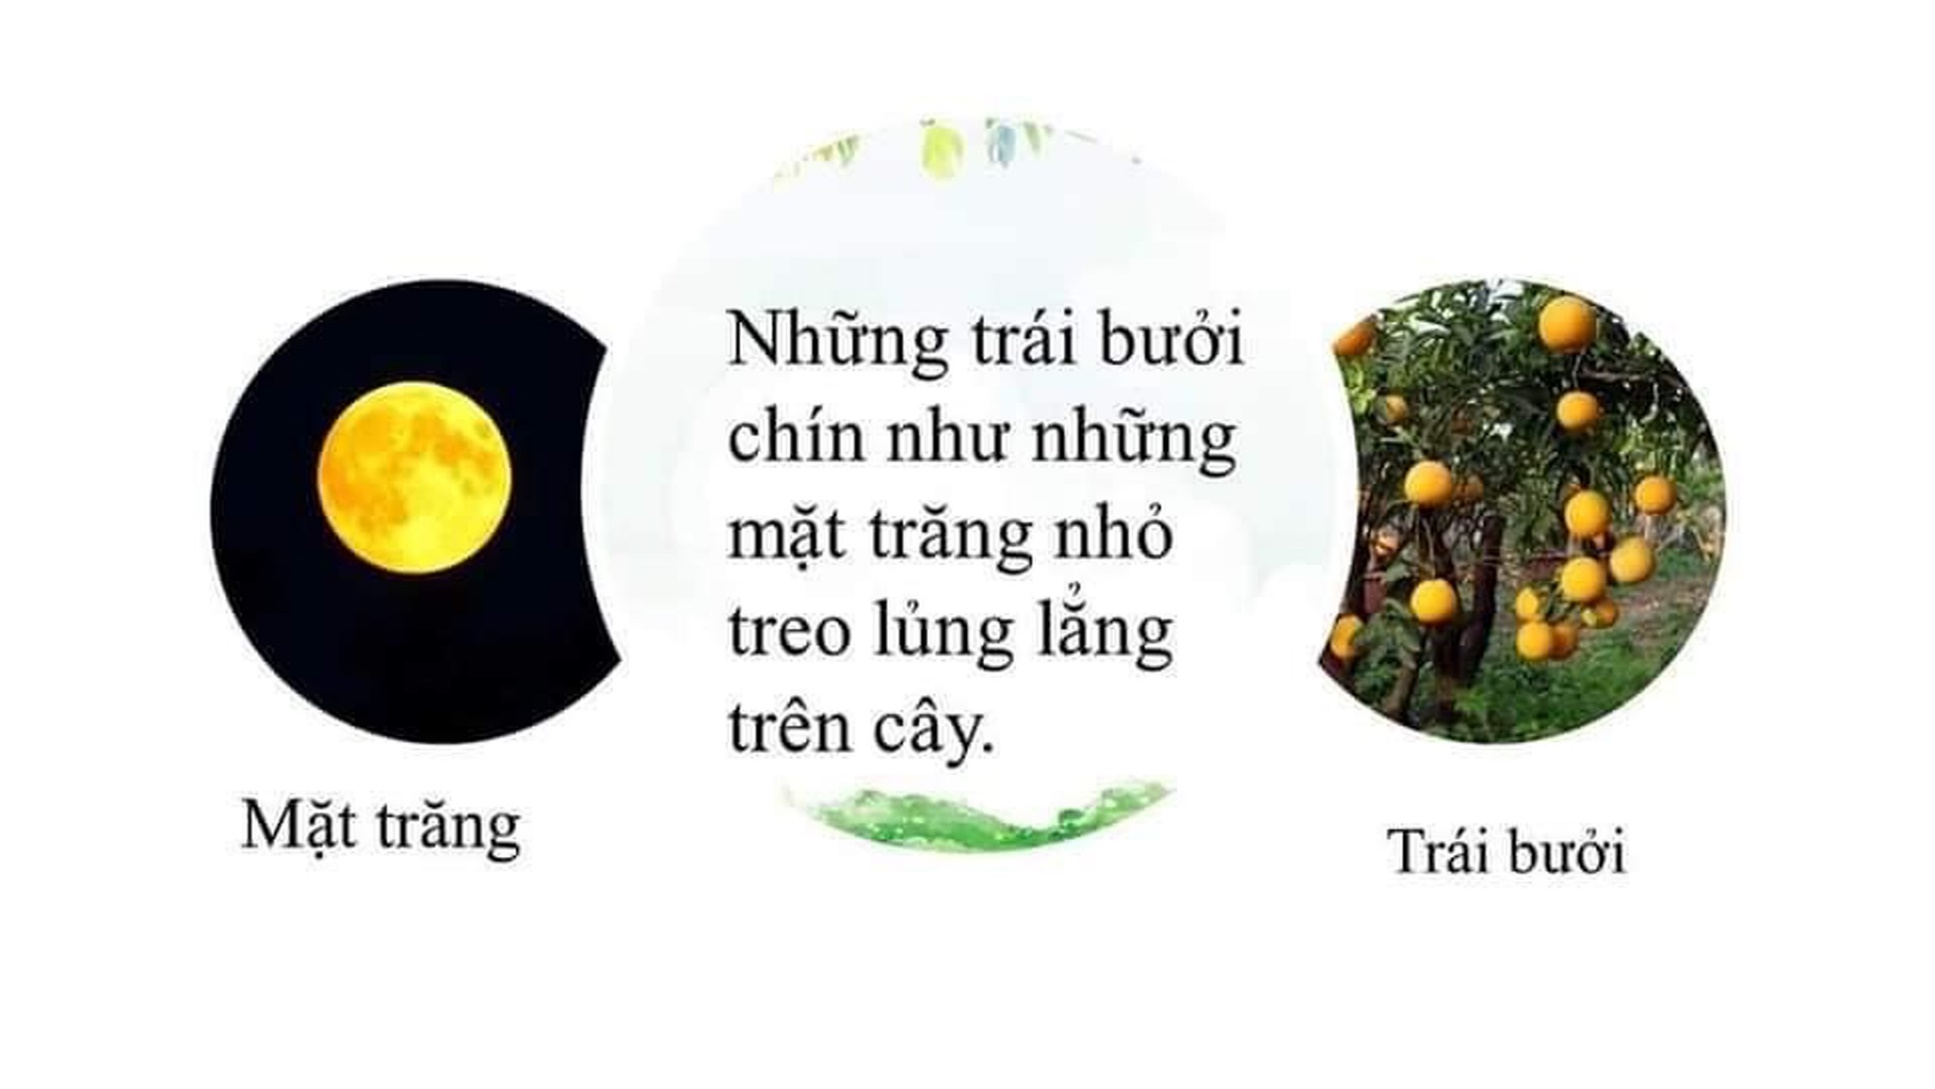 Những trái bưởi
chín như những
mặt trăng nhỏ
treo lủng lẳng
trên cây.
Mặt trăng
Trái bưởi